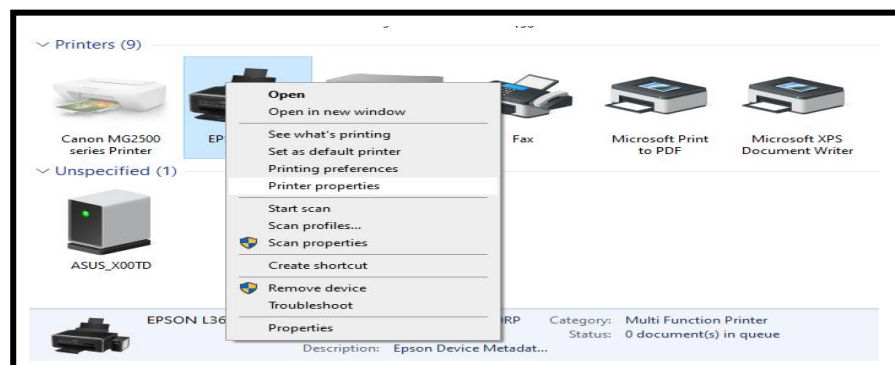 Printers (9)
Canon MG2500
series Printer
EP
Fax
Microsoft Print
to PDF
Microsoft XPS
Document Writer
Open
Open in new window
See what's printing
Set as default printer
Printing preferences
Printer properties
Start scan
Scan profiles...
Scan properties
Create shortcut
Remove device
Troubleshoot
Properties
Unspecified (1)
ASUS_X00TD
EPSON L36
RP
Category: Multi Function Printer
Status: 0 document(s) in queue
Description: Epson Device Metadat...